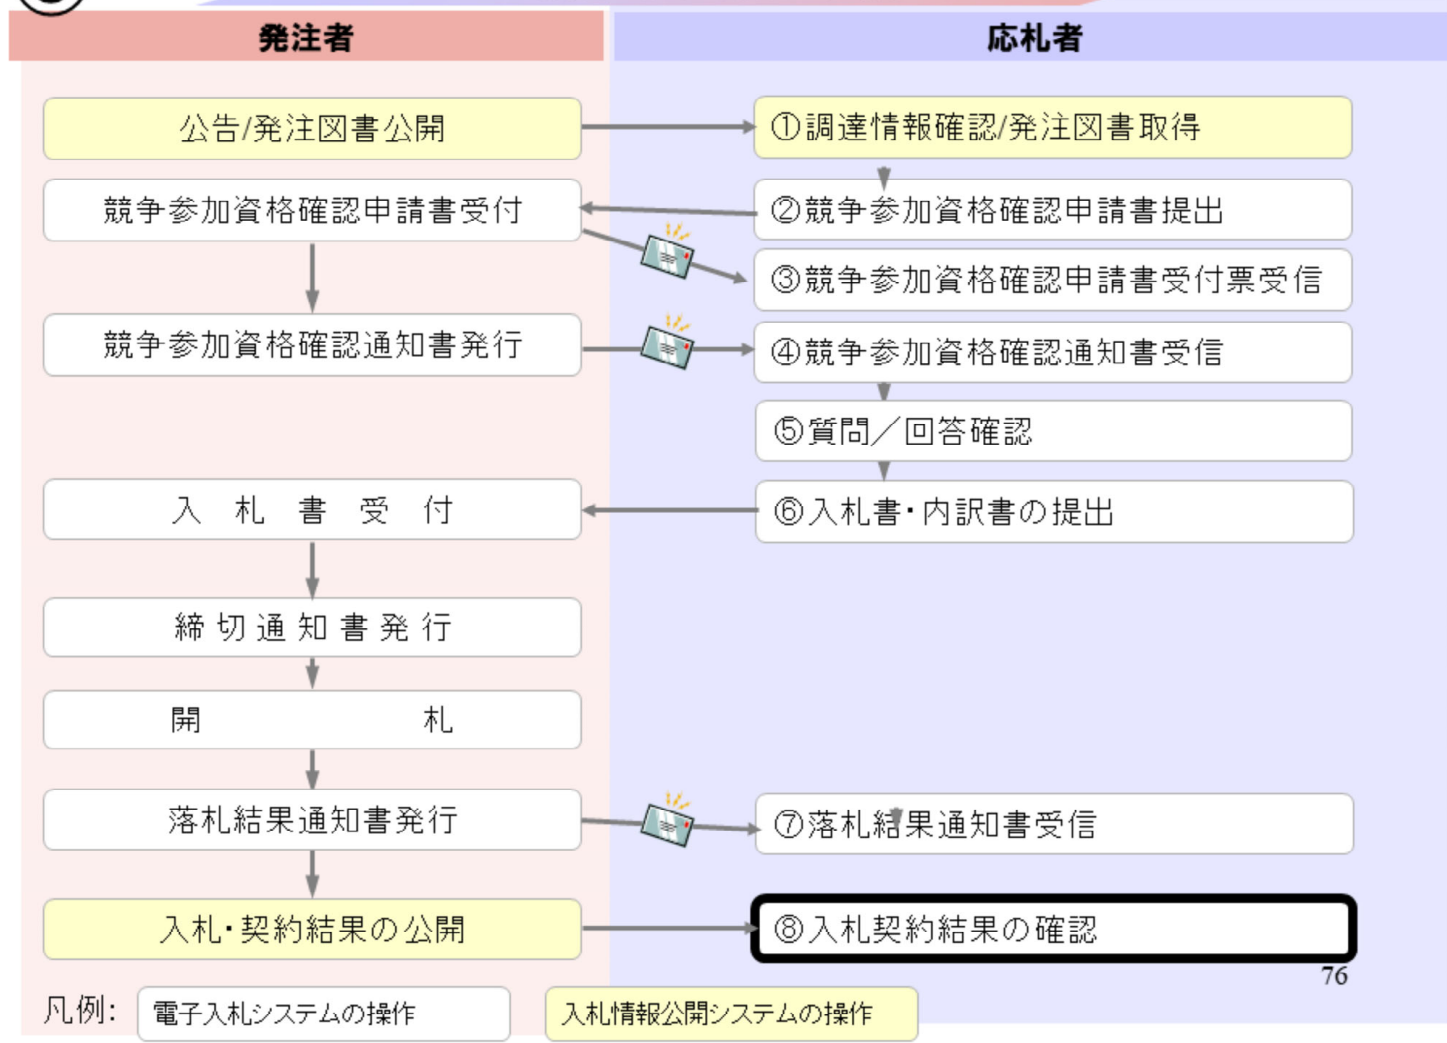 発注者
応札者
公告/発注図書公開
①調達情報確認/発注図書取得
競争参加資格確認申請書受付
②競争参加資格確認申請書提出
③競争参加資格確認申請書受付票受信
競争参加資格確認通知書発行
④競争参加資格確認通知書受信
⑤質問／回答確認
入札書受付
⑥入札書・内訳書の提出
締切通知書発行
開札
落札結果通知書発行
⑦落札結果通知書受信
入札・契約結果の公開
⑧入札契約結果の確認
76
凡例:
電子入札システムの操作
入札情報公開システムの操作